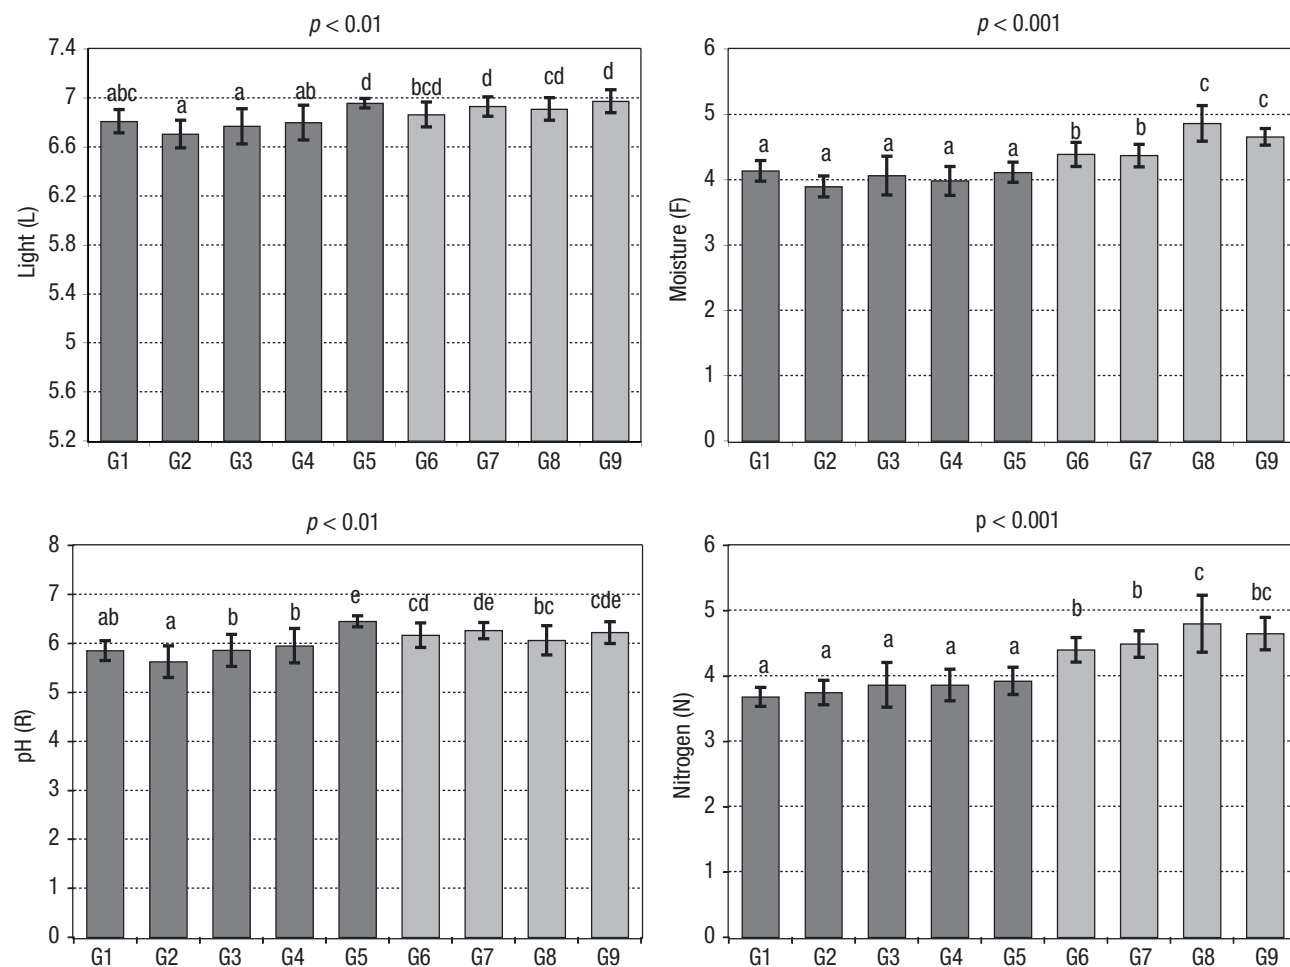 p < 0.01
Light (L)
7.4
7
6.6
6.2
5.8
5.4
5
5.6
5.2
abc
a
a
ab
d
bcd
d
cd
d
G1 G2 G3 G4 G5 G6 G7 G8 G9
p < 0.001
Moisture (F)
6
5
4
3
2
1
0
a
a
a
a
a
b
b
c
c
G1 G2 G3 G4 G5 G6 G7 G8 G9
p < 0.01
pH (R)
8
7
6
5
4
3
2
1
0
ab
a
b
b
e
cd
de
bc
cde
G1 G2 G3 G4 G5 G6 G7 G8 G9
p < 0.001
Nitrogen (N)
6
5
4
3
2
1
0
a
a
a
a
a
b
b
c
bc
G1 G2 G3 G4 G5 G6 G7 G8 G9